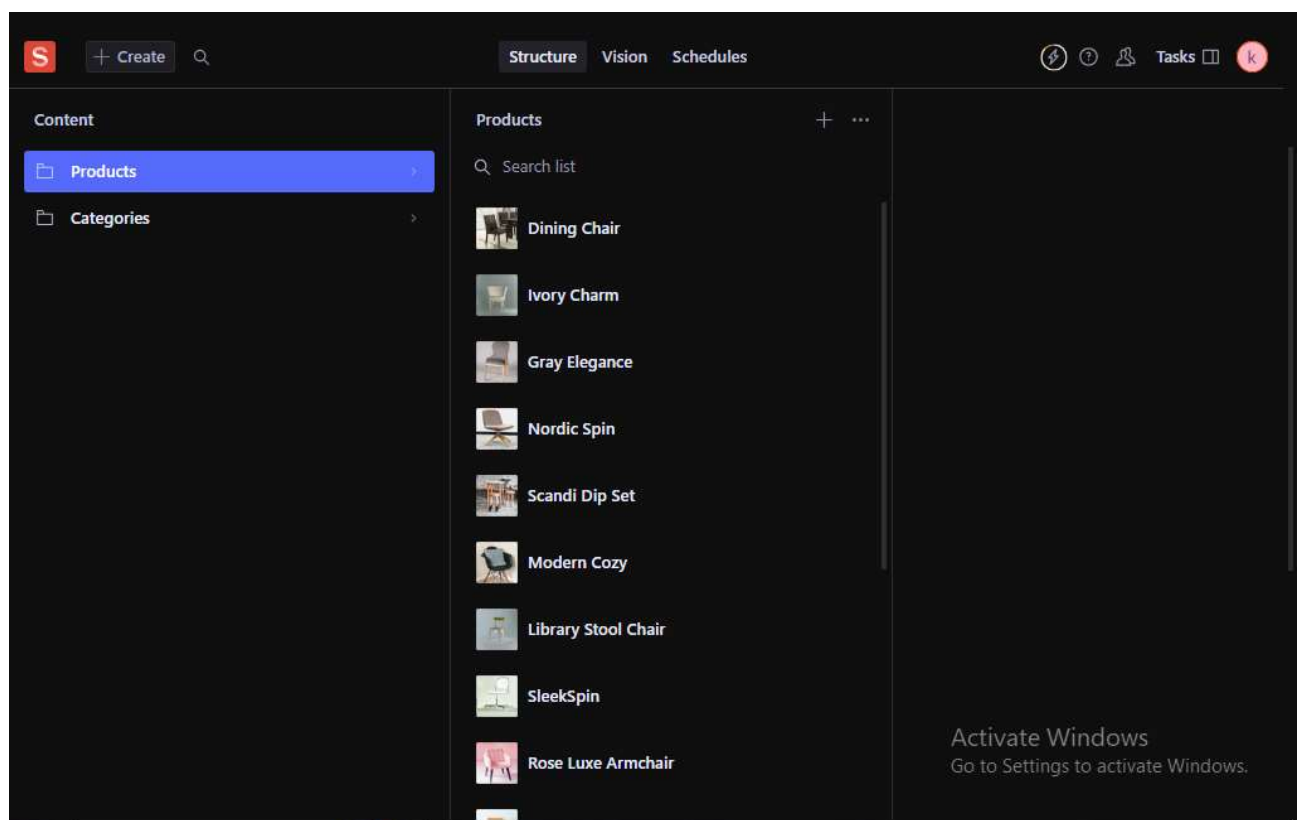 S + Create Structure Vision Schedules Tasks k
Content
Products
Categories
Products
Search list
Dining Chair
Ivory Charm
Gray Elegance
Nordic Spin
Scandi Dip Set
Modern Cozy
Library Stool Chair
SleekSpin
Rose Luxe Armchair
Activate Windows
Go to Settings to activate Windows.